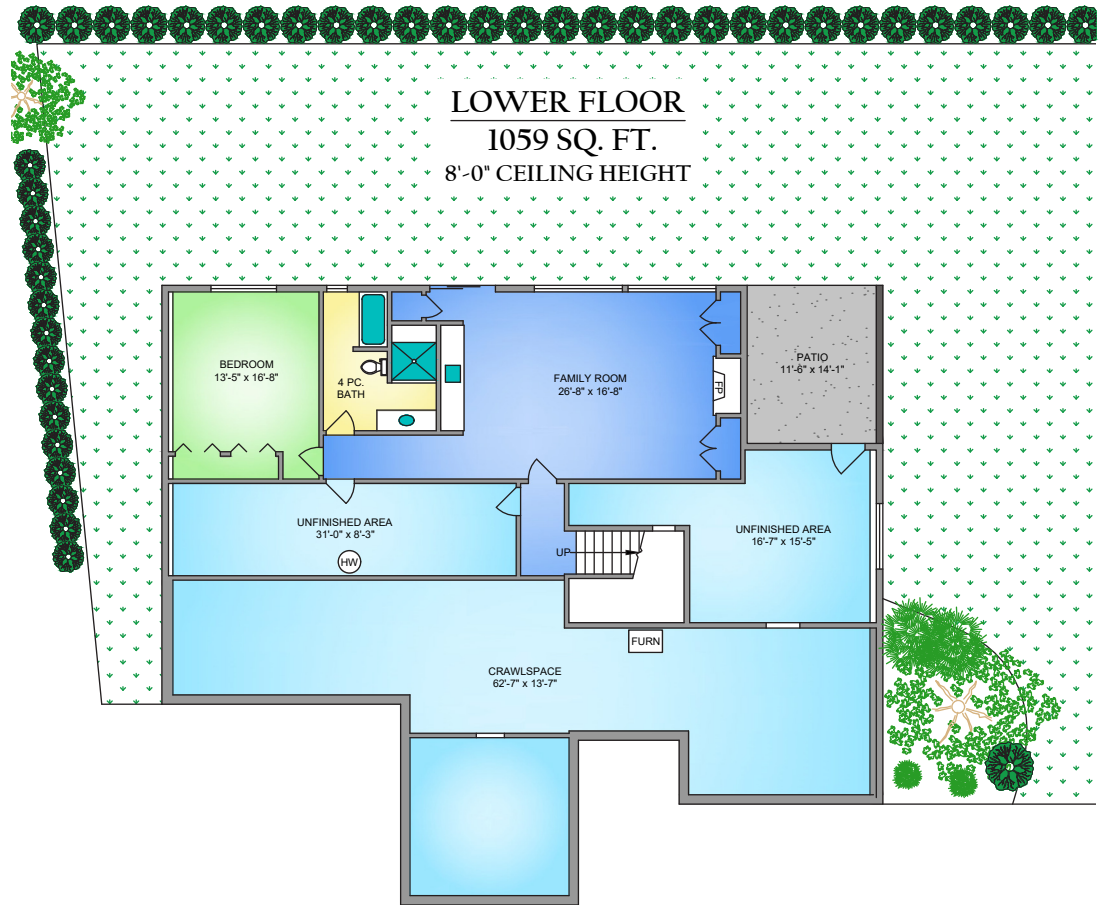 LOWER FLOOR
1059 SQ. FT.
8'-0" CEILING HEIGHT
BEDROOM
13'-5" x 16'-8"
4 PC.
BATH
FAMILY ROOM
26'-8" x 16'-8"
FP
PATIO
11'-6" x 14'-1"
UNFINISHED AREA
31'-0" x 8'-3"
HW
UP
UNFINISHED AREA
16'-7" x 15'-5"
FURN
CRAWLSPACE
62'-7" x 13'-7"